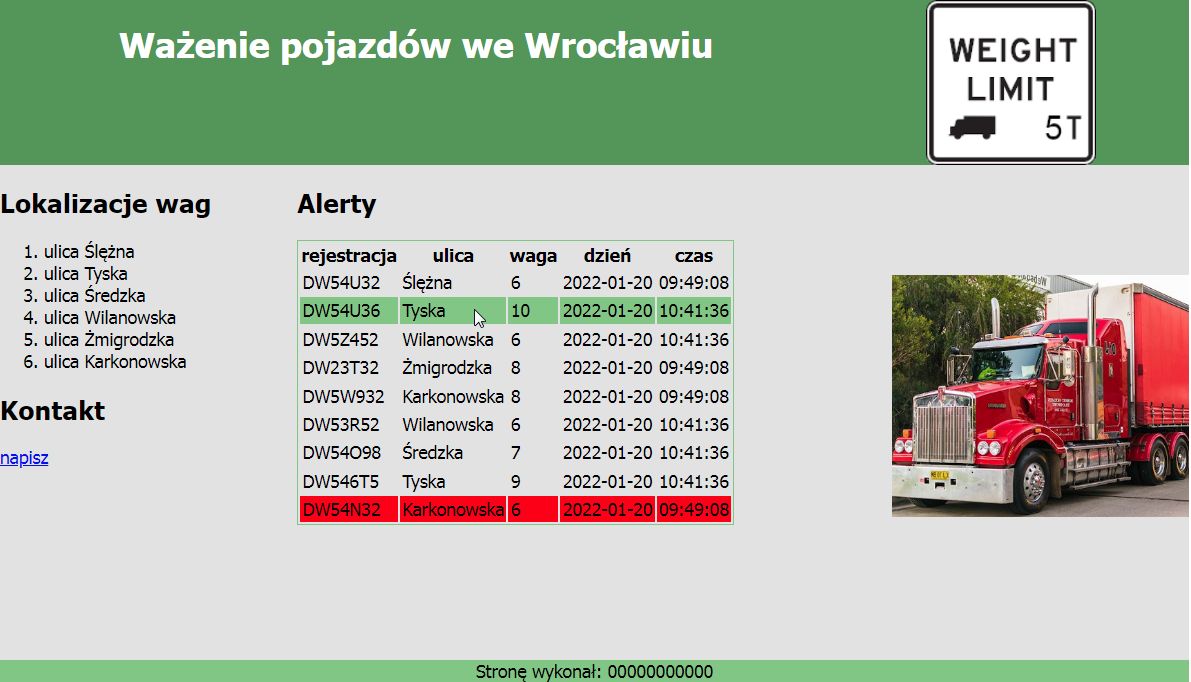 Ważenie pojazdów we Wrocławiu
WEIGHT
LIMIT
5T
Lokalizacje wag
1. ulica Ślężna
2. ulica Tyska
3. ulica Średzka
4. ulica Wilanowska
5. ulica Żmigrodzka
6. ulica Karkonowska
Kontakt
napisz
Alerty
rejestracja ulica waga dzień czas
DW54U32 Ślężna 6 2022-01-20 09:49:08
DW54U36 Tyska 10 2022-01-20 10:41:36
DW5Z452 Wilanowska 6 2022-01-20 10:41:36
DW23T32 Żmigrodzka 8 2022-01-20 09:49:08
DW5W932 Karkonowska 8 2022-01-20 09:49:08
DW53R52 Wilanowska 6 2022-01-20 10:41:36
DW54O98 Średzka 7 2022-01-20 10:41:36
DW546T5 Tyska 9 2022-01-20 10:41:36
DW54N32 Karkonowska 6 2022-01-20 09:49:08
Stronę wykonał: 00000000000